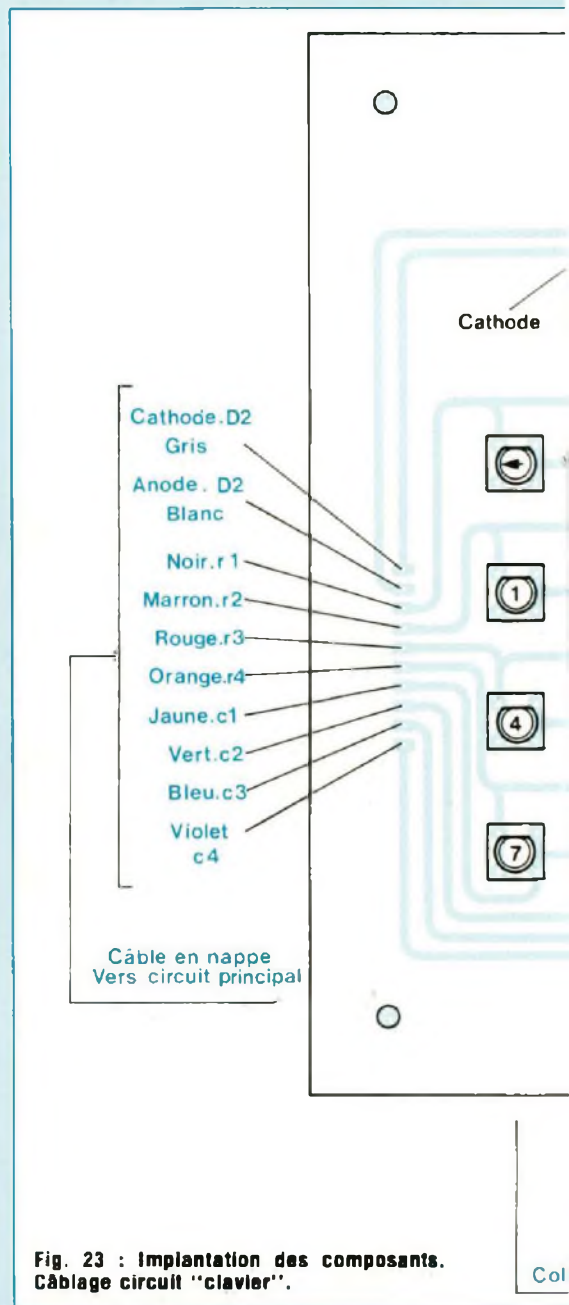 Cathode
Cathode.D2
Gris
Anode. D2
Blanc
Noir.r1
Marron.r2
Rouge.r3
Orange.r4
Jaune.c1
Vert.c2
Bleu.c3
Violet
c4
1
4
7
Câble en nappe
Vers circuit principal
Fig. 23 : Implantation des composants.
Câblage circuit "clavier".
Col